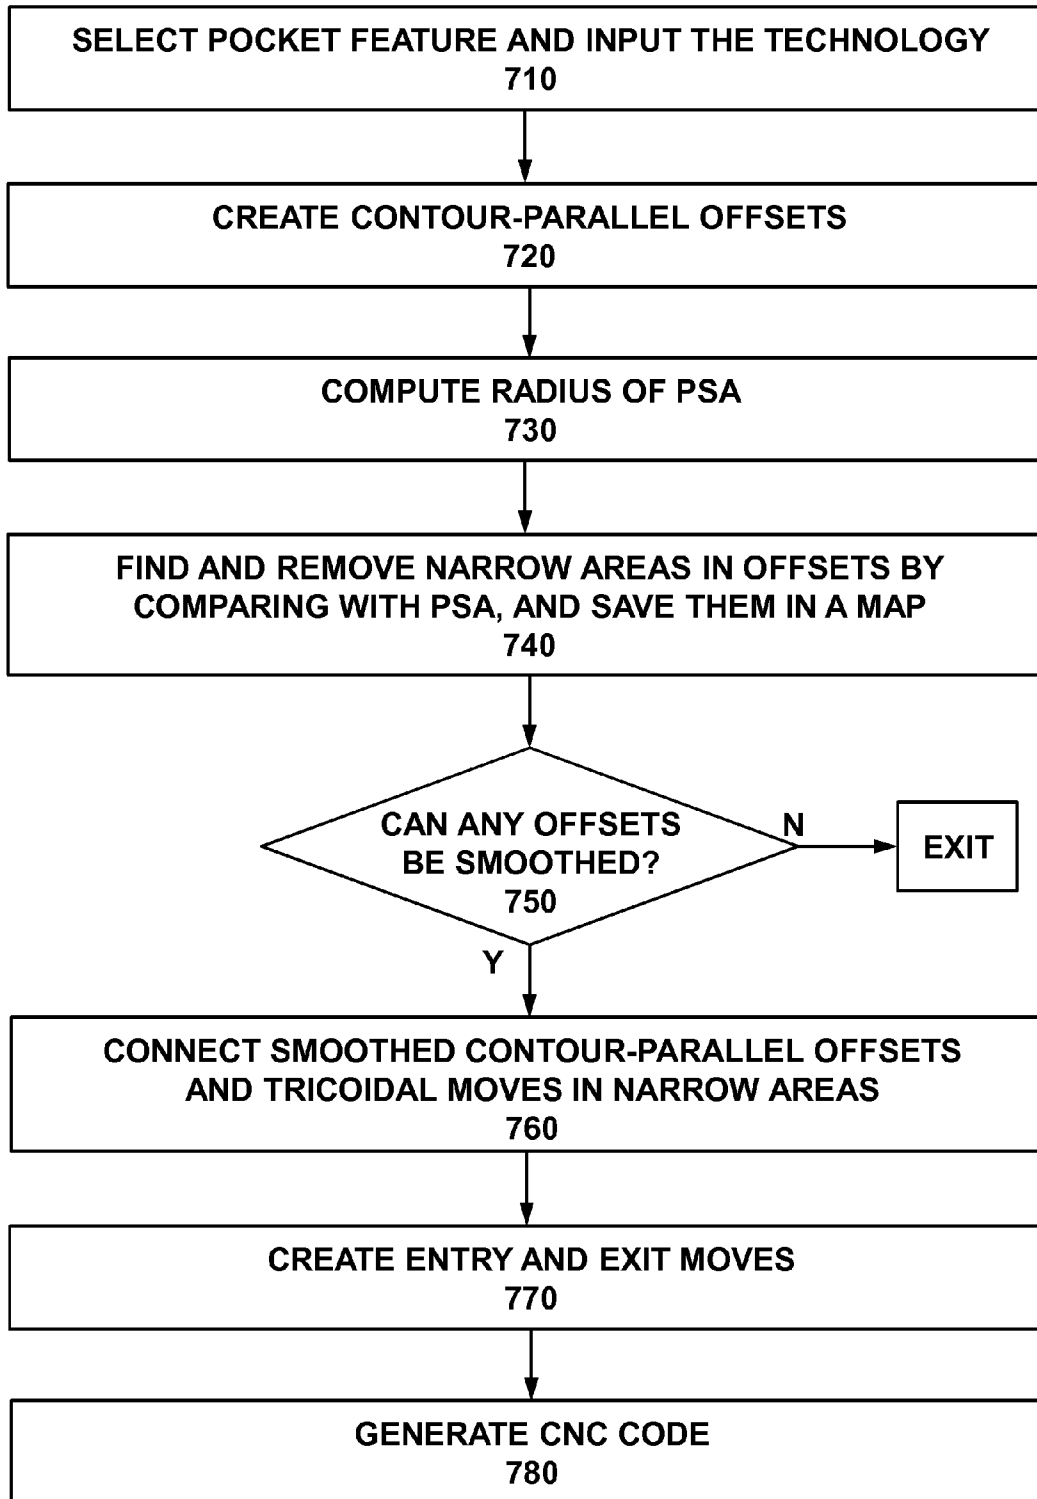 SELECT POCKET FEATURE AND INPUT THE TECHNOLOGY
710
CREATE CONTOUR-PARALLEL OFFSETS
720
COMPUTE RADIUS OF PSA
730
FIND AND REMOVE NARROW AREAS IN OFFSETS BY
COMPARING WITH PSA, AND SAVE THEM IN A MAP
740
CAN ANY OFFSETS
BE SMOOTHED?
750
N
EXIT
Y
CONNECT SMOOTHED CONTOUR-PARALLEL OFFSETS
AND TRICOIDAL MOVES IN NARROW AREAS
760
CREATE ENTRY AND EXIT MOVES
770
GENERATE CNC CODE
780